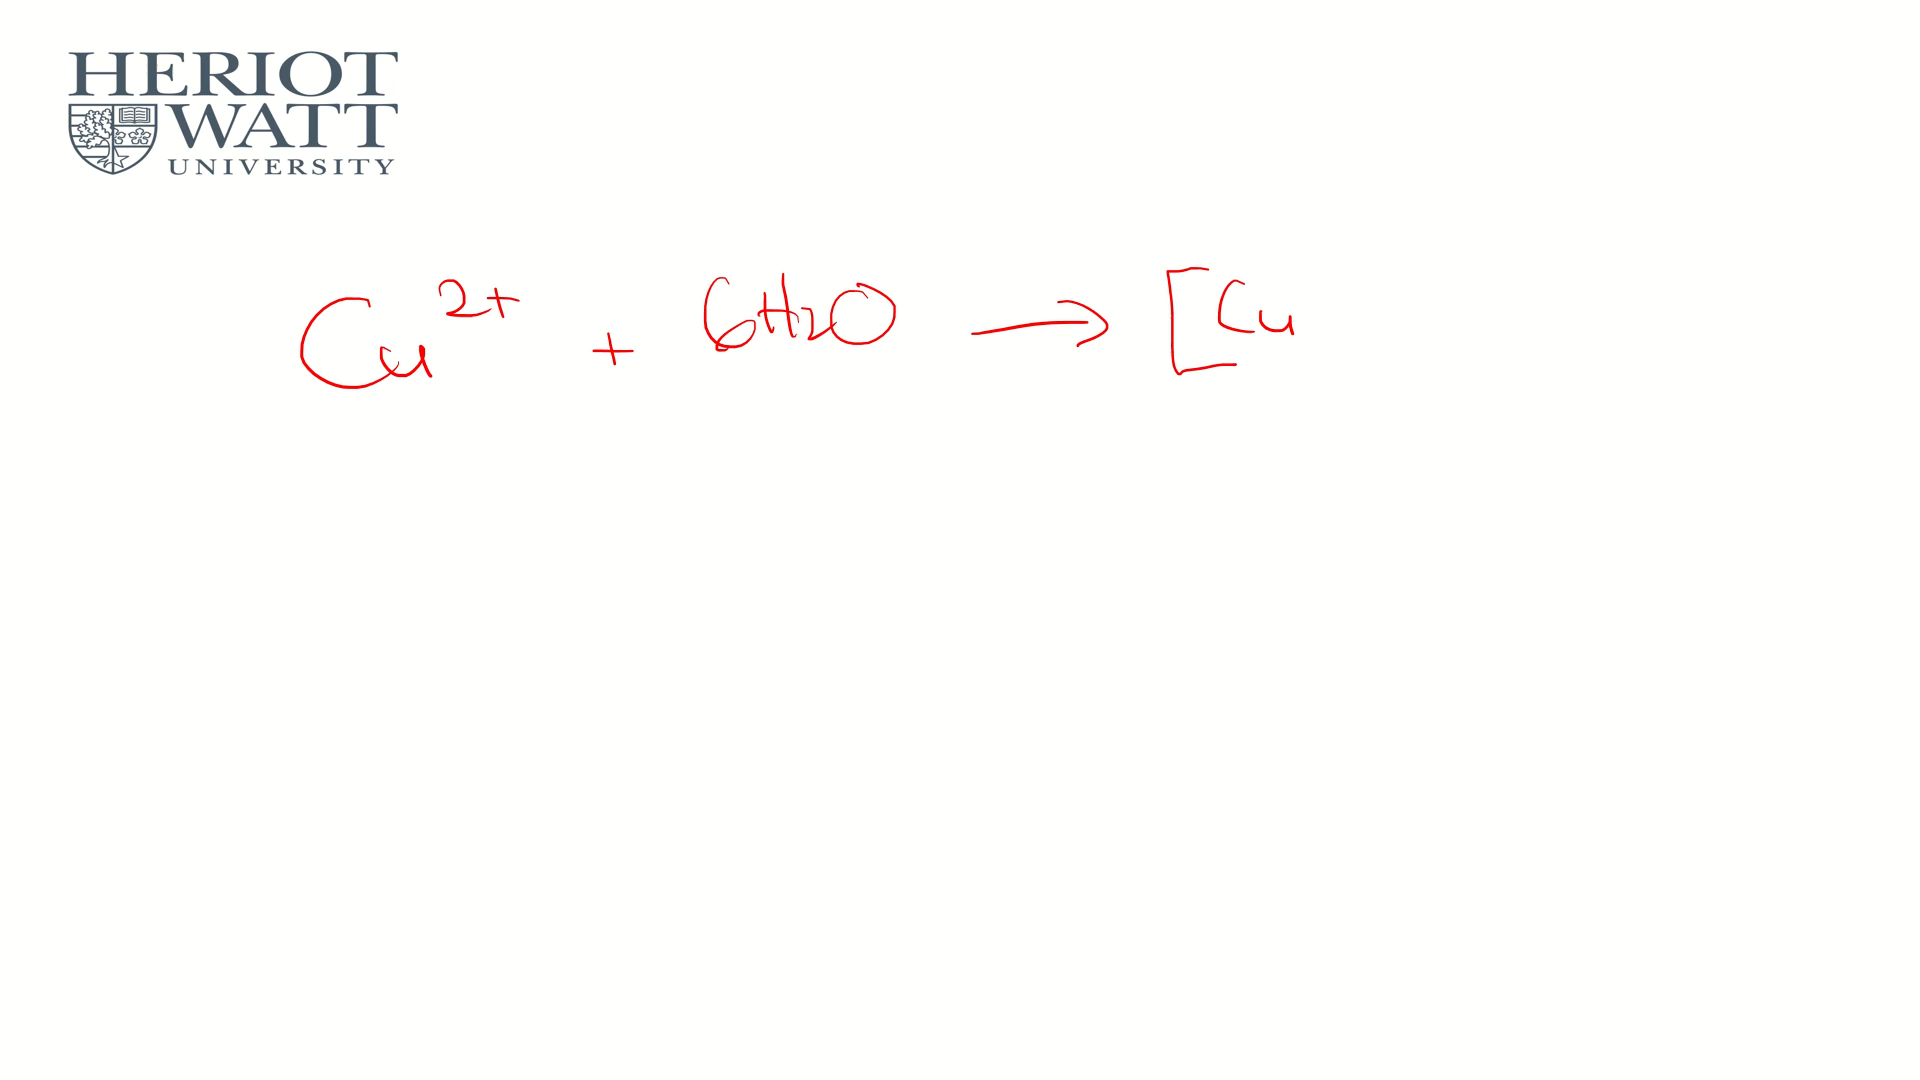 HERIOT
WATT
UNIVERSITY
Cu²⁺ + 6H₂O → [Cu